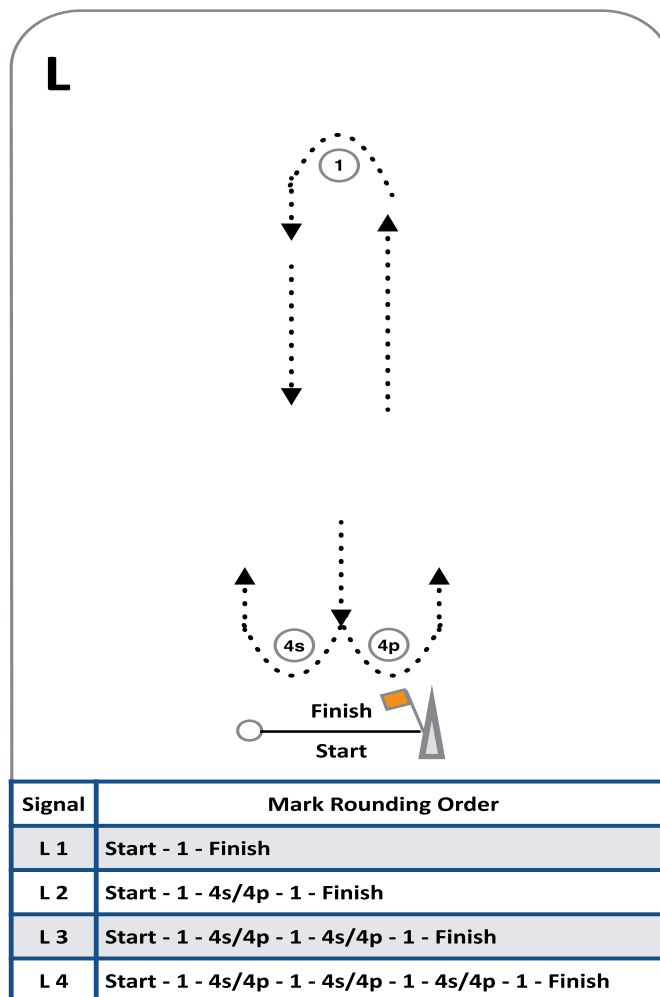 L
1
4s 4p
Finish
Start
Signal Mark Rounding Order
L 1 Start - 1 - Finish
L 2 Start - 1 - 4s/4p - 1 - Finish
L 3 Start - 1 - 4s/4p - 1 - 4s/4p - 1 - Finish
L 4 Start - 1 - 4s/4p - 1 - 4s/4p - 1 - 4s/4p - 1 - Finish